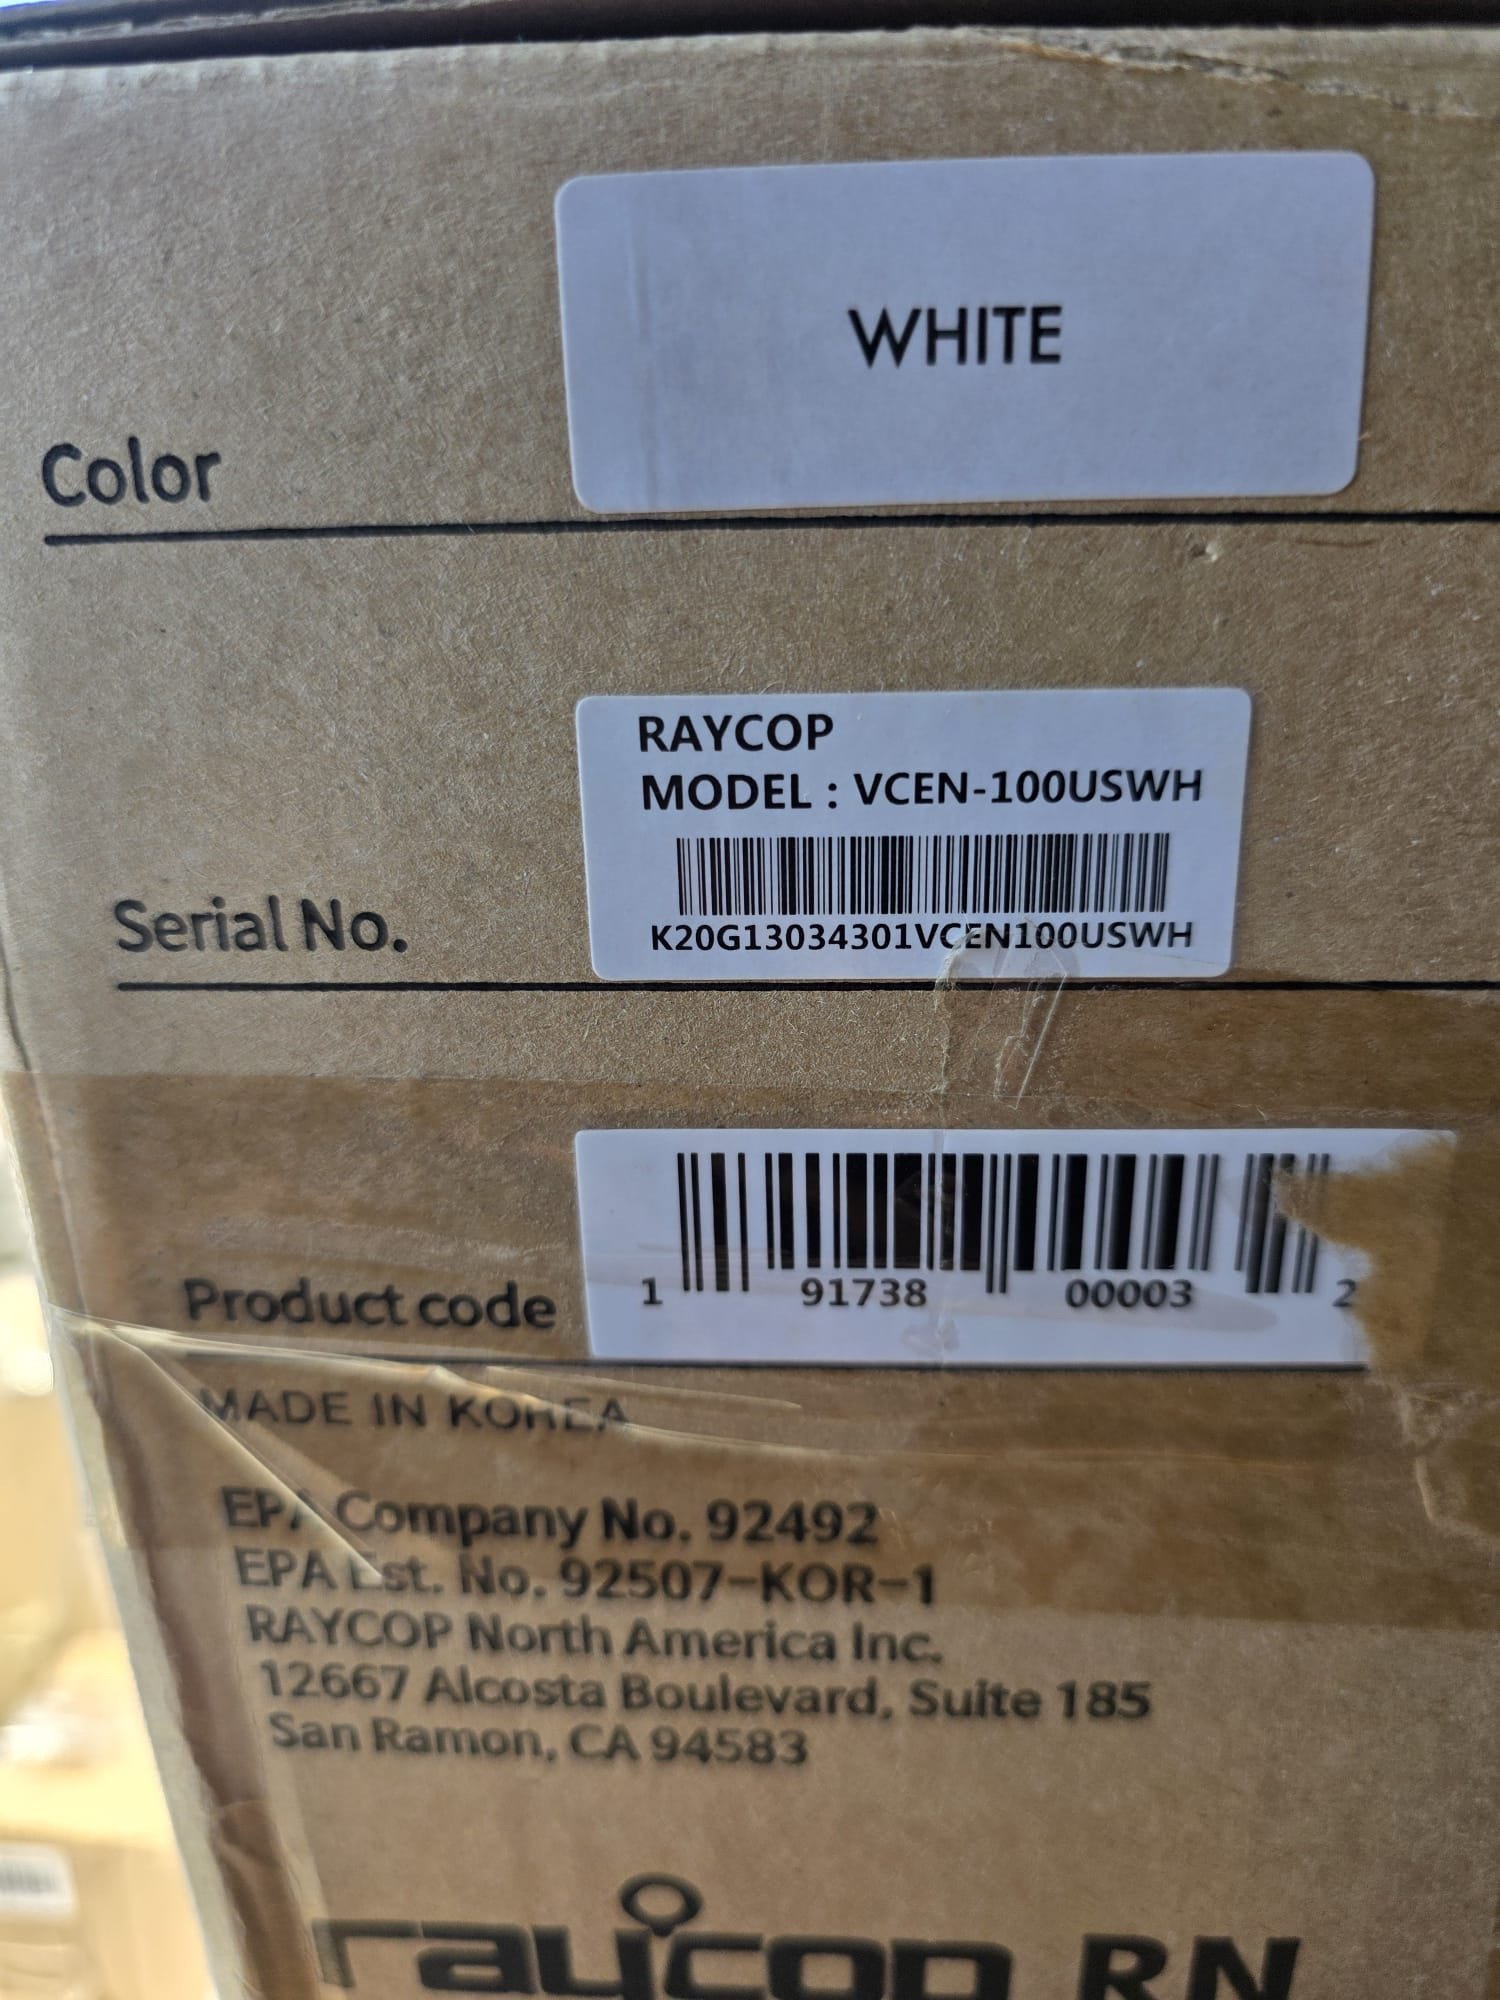 WHITE
Color
RAYCOP
MODEL : VCEN-100USWH
K20G13034301VCEN100USWH
Serial No.
1 91738 00003 2
Product code
MADE IN KOREA
EPA Company No. 92492
EPA Est. No. 92507-KOR-1
RAYCOP North America Inc.
12667 Alcosta Boulevard, Suite 185
San Ramon, CA 94583
raycop RN